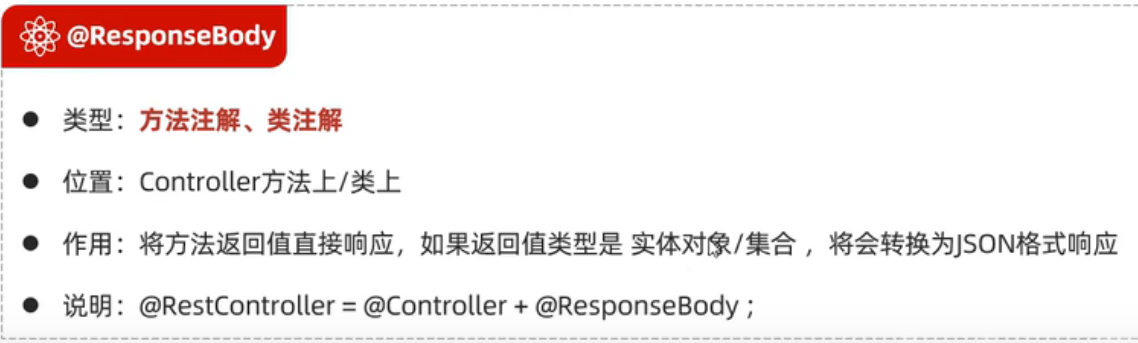 @ResponseBody
● 类型：方法注解、类注解
● 位置：Controller方法上/类上
● 作用：将方法返回值直接响应，如果返回值类型是 实体对象/集合 ，将会转换为JSON格式响应
● 说明：@RestController = @Controller + @ResponseBody ;